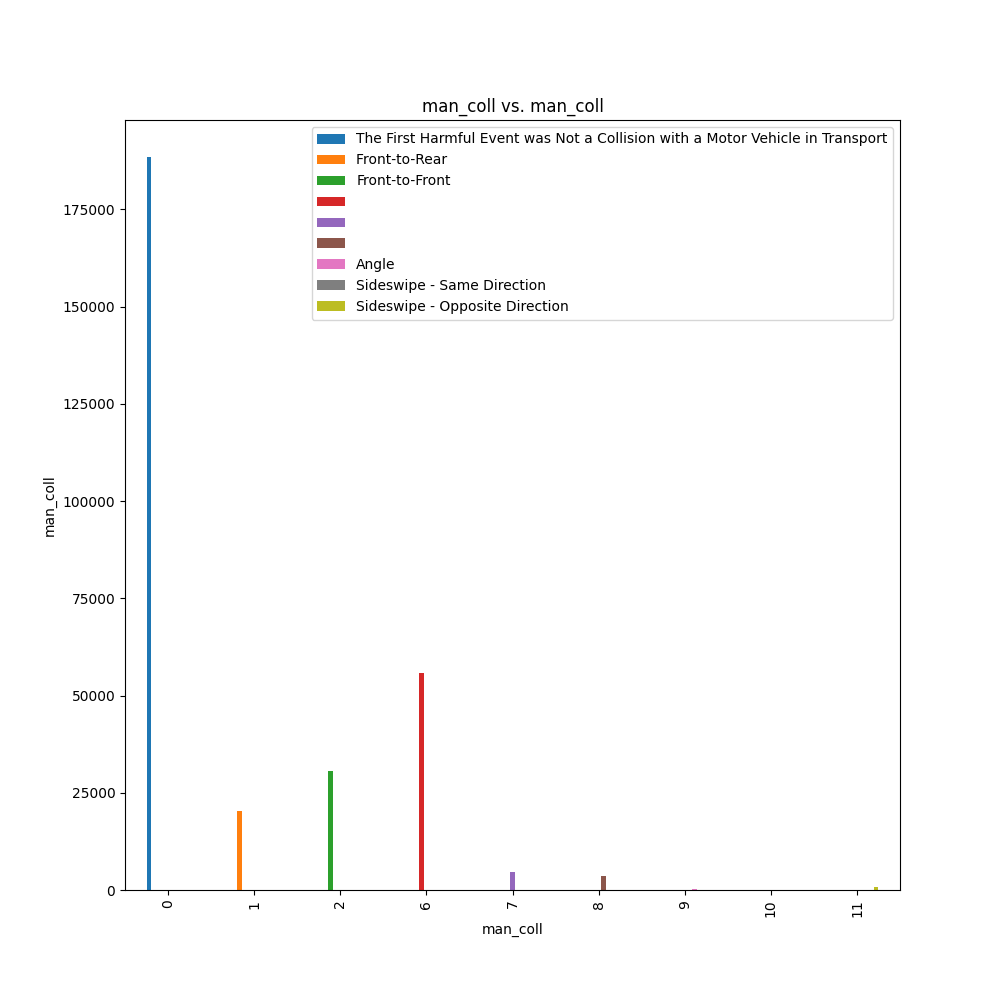 man_coll vs. man_coll
The First Harmful Event was Not a Collision with a Motor Vehicle in Transport
Front-to-Rear
Front-to-Front
Angle
Sideswipe - Same Direction
Sideswipe - Opposite Direction
175000
150000
125000
100000
75000
50000
25000
0
man_coll
0
1
2
6
7
8
9
10
11
man_coll